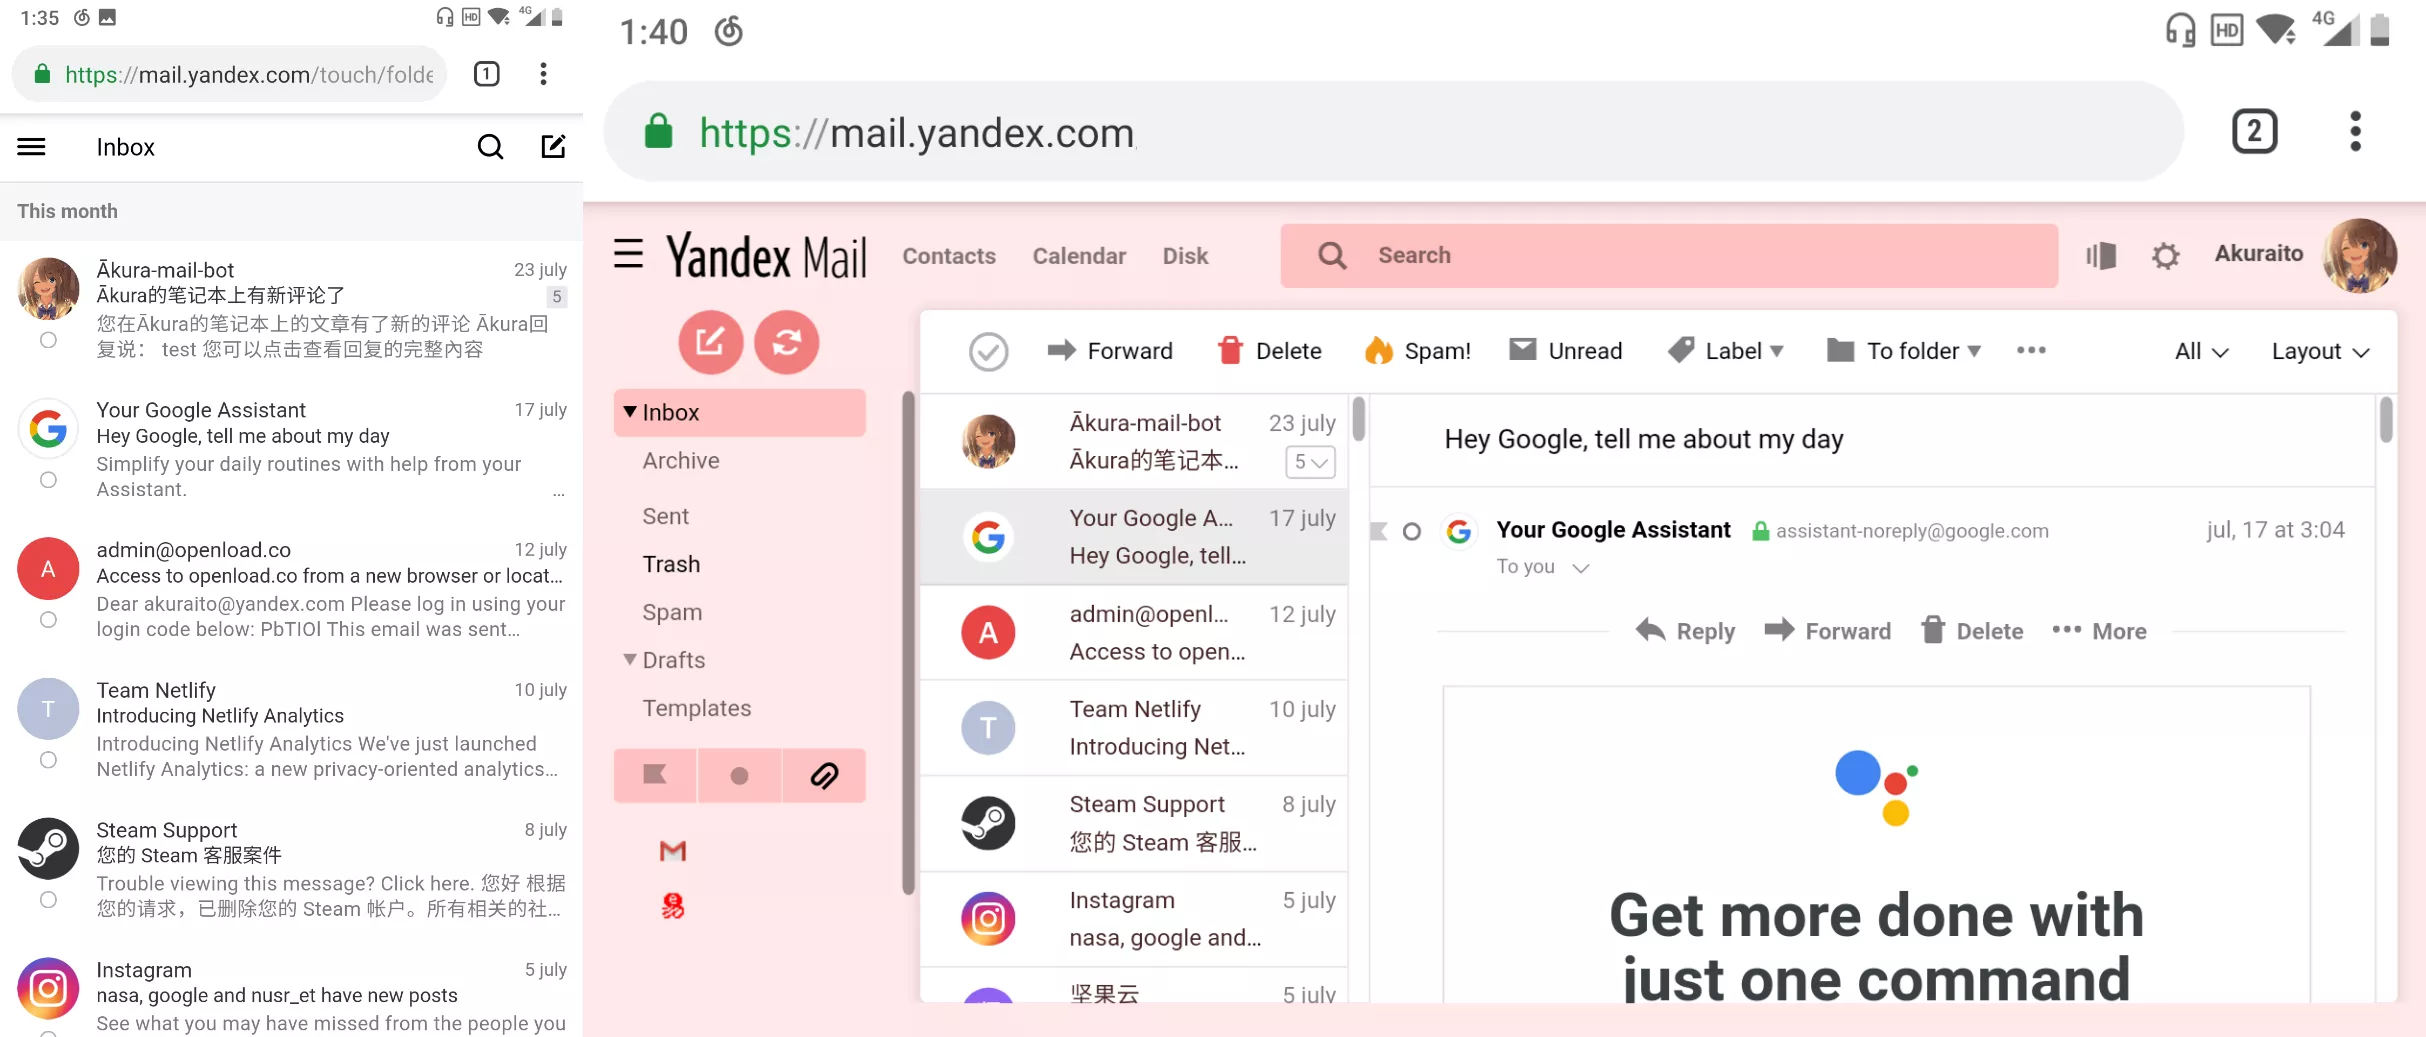 1:35
HD
4G
https://mail.yandex.com/touch/folde
1
Inbox
This month
Ākura-mail-bot
23 july
Ākura的笔记本上有新评论了
5
您在Ākura的笔记本上的文章有了新的评论 Ākura回
复说： test 您可以点击查看回复的完整內容
Your Google Assistant
17 july
Hey Google, tell me about my day
Simplify your daily routines with help from your
Assistant. ...
A
admin@openload.co
12 july
Access to openload.co from a new browser or locat...
Dear akuraito@yandex.com Please log in using your
login code below: PbTIOl This email was sent...
T
Team Netlify
10 july
Introducing Netlify Analytics
Introducing Netlify Analytics We've just launched
Netlify Analytics: a new privacy-oriented analytics...
Steam Support
8 july
您的 Steam 客服案件
Trouble viewing this message? Click here. 您好 根据
您的请求，已删除您的 Steam 帐户。所有相关的社...
Instagram
5 july
nasa, google and nusr_et have new posts
See what you may have missed from the people you
1:40
HD
4G
https://mail.yandex.com
2
Yandex Mail
Contacts
Calendar
Disk
Search
Akuraito
Forward
Delete
Spam!
Unread
Label
To folder
All
Layout
Inbox
Archive
Sent
Trash
Spam
Drafts
Templates
Ākura-mail-bot
23 july
Ākura的笔记本...
5
Your Google A...
17 july
Hey Google, tell...
A
admin@openl...
12 july
Access to open...
T
Team Netlify
10 july
Introducing Net...
Steam Support
8 july
您的 Steam 客服...
Instagram
5 july
nasa, google and...
坚果云
5 july
Hey Google, tell me about my day
Your Google Assistant
assistant-noreply@google.com
jul, 17 at 3:04
To you
Reply
Forward
Delete
More
Get more done with
just one command